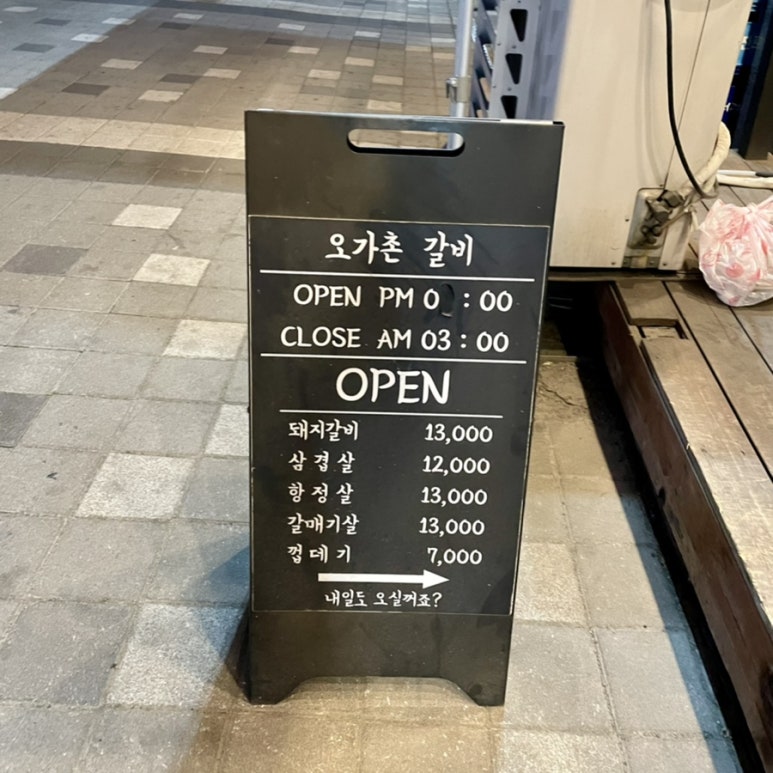 오가촌 갈비
OPEN PM 0 : 00
CLOSE AM 03 : 00
OPEN
돼지갈비 13,000
삼겹살 12,000
항정살 13,000
갈매기살 13,000
껍데기 7,000
내일도 오실꺼죠?